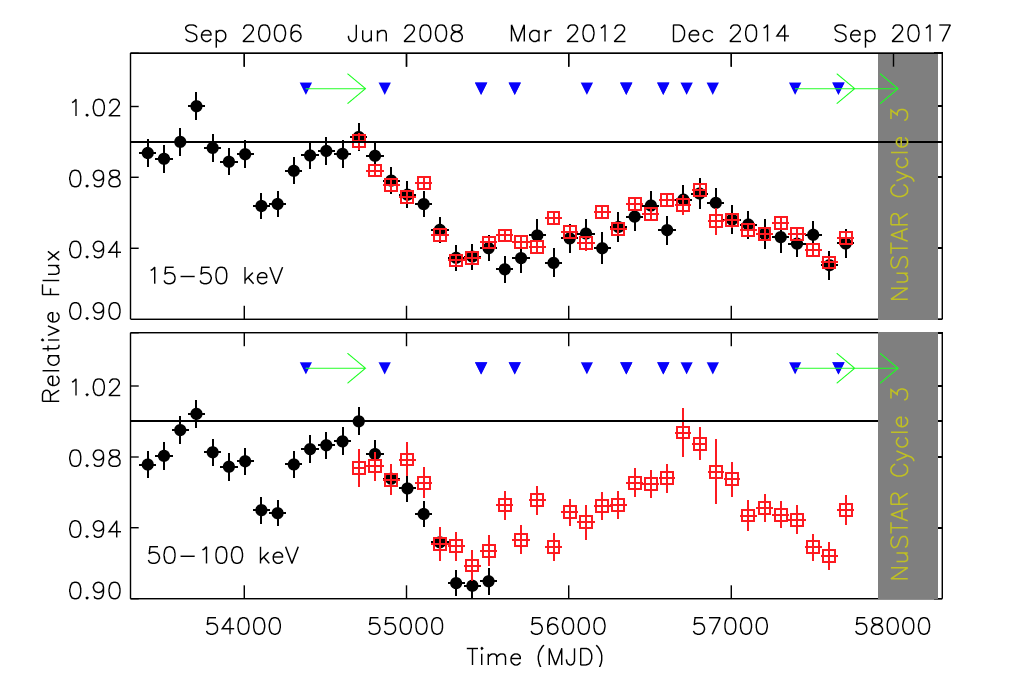 Sep 2006 Jun 2008 Mar 2012 Dec 2014 Sep 2017
1.02
0.98
0.94
0.90
15-50 keV
NuSTAR Cycle 3
Relative Flux
1.02
0.98
0.94
0.90
50-100 keV
NuSTAR Cycle 3
54000 55000 56000 57000 58000
Time (MJD)